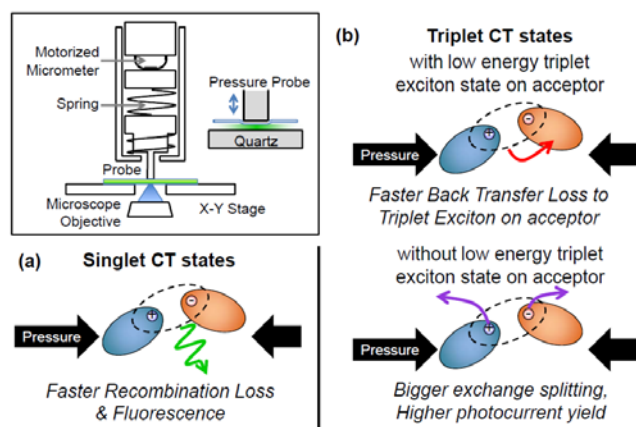 Motorized
Micrometer
Spring
Probe
Microscope
Objective
X-Y Stage
Pressure Probe
Quartz
(a) Singlet CT states
Pressure
+
-
Faster Recombination Loss
& Fluorescence
(b) Triplet CT states
with low energy triplet
exciton state on acceptor
+
-
Pressure
Faster Back Transfer Loss to
Triplet Exciton on acceptor
without low energy triplet
exciton state on acceptor
+
-
Pressure
Bigger exchange splitting,
Higher photocurrent yield